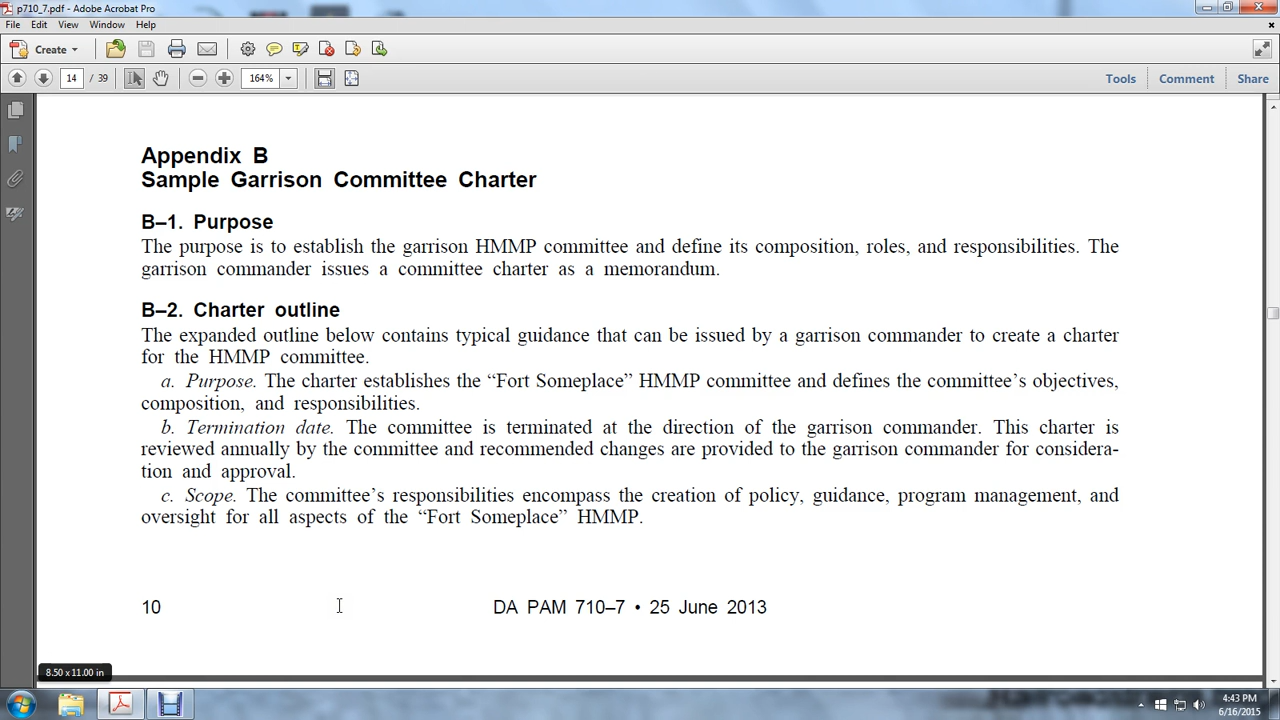 p710_7.pdf - Adobe Acrobat Pro
File Edit View Window Help
Create
14 / 39 164% Tools Comment Share
Appendix B
Sample Garrison Committee Charter
B–1. Purpose
The purpose is to establish the garrison HMMP committee and define its composition, roles, and responsibilities. The
garrison commander issues a committee charter as a memorandum.
B–2. Charter outline
The expanded outline below contains typical guidance that can be issued by a garrison commander to create a charter
for the HMMP committee.
a. Purpose. The charter establishes the “Fort Someplace” HMMP committee and defines the committee’s objectives,
composition, and responsibilities.
b. Termination date. The committee is terminated at the direction of the garrison commander. This charter is
reviewed annually by the committee and recommended changes are provided to the garrison commander for considera-
tion and approval.
c. Scope. The committee’s responsibilities encompass the creation of policy, guidance, program management, and
oversight for all aspects of the “Fort Someplace” HMMP.
10 DA PAM 710–7 • 25 June 2013
8.50 x 11.00 in
4:43 PM
6/16/2015